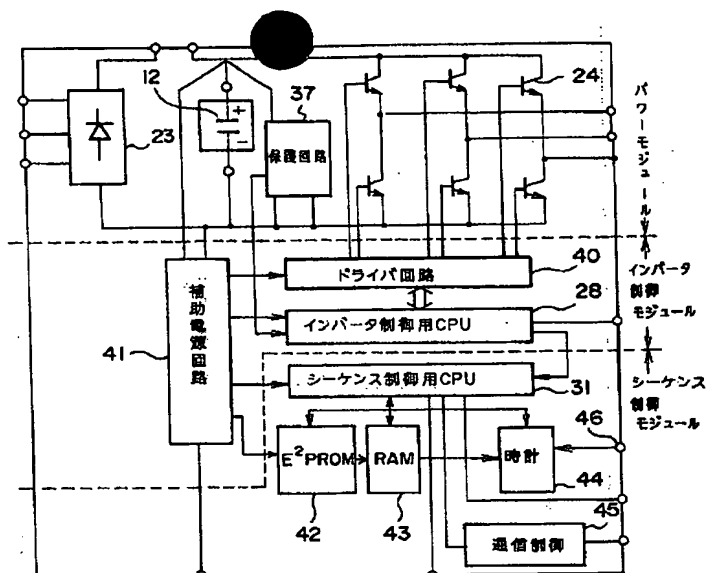 12
+
−
37
24
23
保護回路
パワーモジュール
ドライバ回路
40
インバータ
制御
モジュール
補助電源回路
41
インバータ制御用CPU
28
シーケンス制御用CPU
31
シーケンス
制御
モジュール
46
E²PROM
RAM
時計
44
42
43
45
通信制御